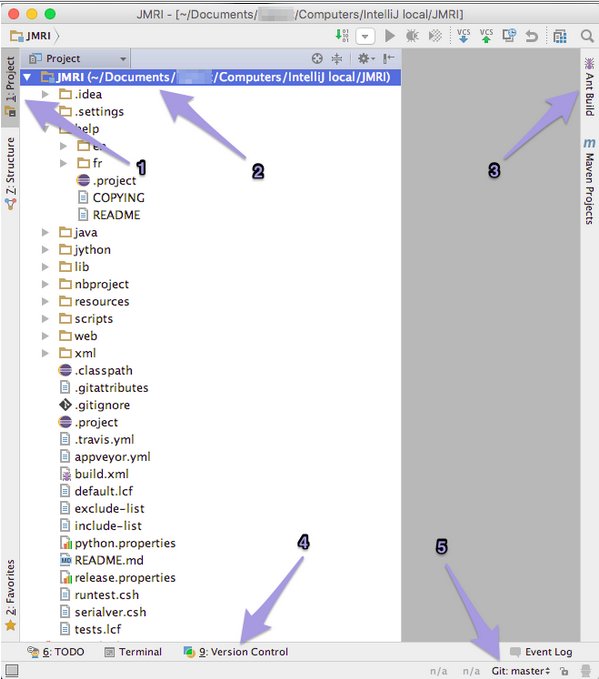 JMRI - [~/Documents/ /Computers/IntelliJ local/JMRI]
JMRI
VCS VCS
1: Project
Z: Structure
2: Favorites
Project
JMRI (~/Documents/ /Computers/IntelliJ local/JMRI)
.idea
.settings
help
fr
.project
COPYING
README
java
jython
lib
nbproject
resources
scripts
web
xml
.classpath
.gitattributes
.gitignore
.project
.travis.yml
appveyor.yml
build.xml
default.lcf
exclude-list
include-list
python.properties
README.md
release.properties
runtest.csh
serialver.csh
tests.lcf
1
2
3
4
5
Ant Build
m
Maven Projects
6: TODO Terminal 9: Version Control Event Log
n/a n/a Git: master